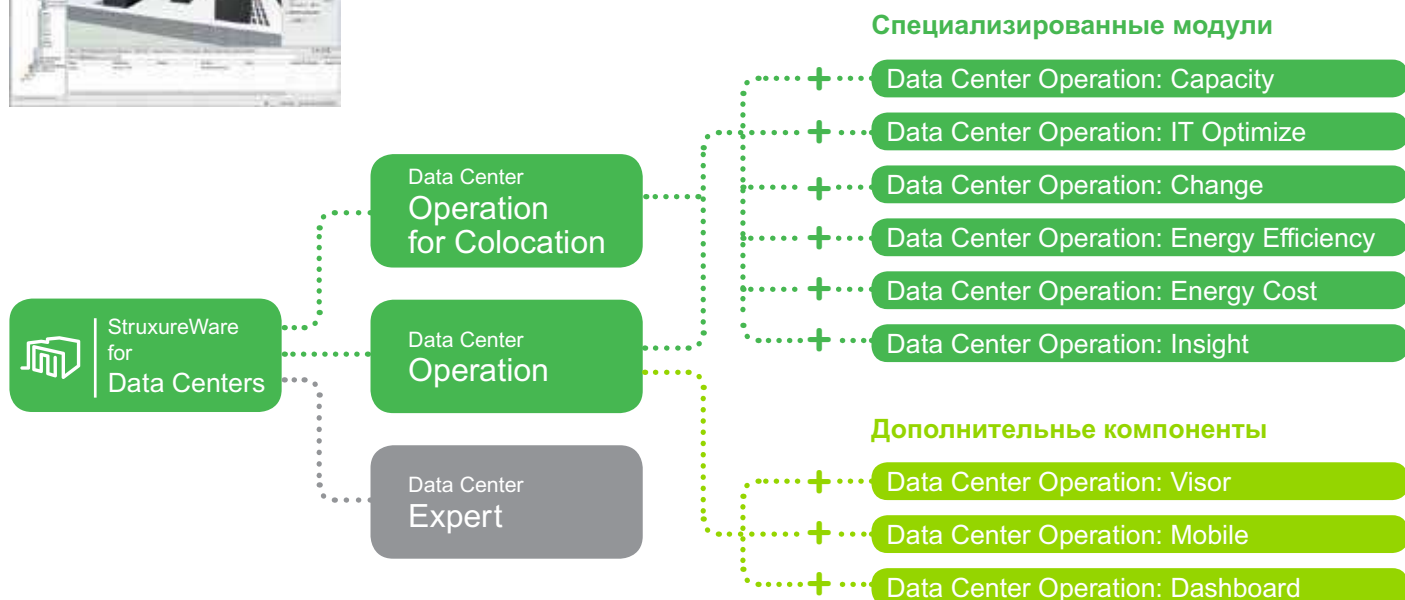 Специализированные модули
Data Center Operation: Capacity
Data Center Operation: IT Optimize
Data Center Operation: Change
Data Center Operation: Energy Efficiency
Data Center Operation: Energy Cost
Data Center Operation: Insight
Data Center
Operation
for Colocation
StruxureWare
for
Data Centers
Data Center
Operation
Data Center
Expert
Дополнительнье компоненты
Data Center Operation: Visor
Data Center Operation: Mobile
Data Center Operation: Dashboard